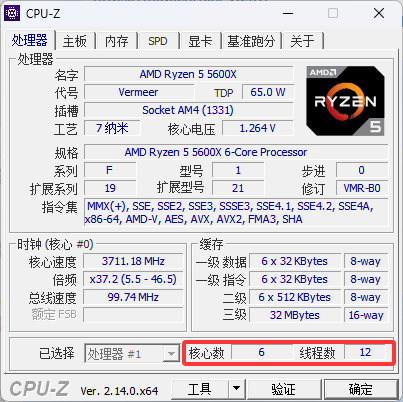 CPU-Z
处理器 主板 内存 SPD 显卡 基准跑分 关于
处理器
名字 AMD Ryzen 5 5600X
代号 Vermeer TDP 65.0 W
插槽 Socket AM4 (1331)
工艺 7 纳米 核心电压 1.264 V
AMD
RYZEN
5
规格 AMD Ryzen 5 5600X 6-Core Processor
系列 F 型号 1 步进 0
扩展系列 19 扩展型号 21 修订 VMR-B0
指令集 MMX(+), SSE, SSE2, SSE3, SSSE3, SSE4.1, SSE4.2, SSE4A,
x86-64, AMD-V, AES, AVX, AVX2, FMA3, SHA
时钟 (核心 #0)
核心速度 3711.18 MHz
倍频 x37.2 (5.5 - 46.5)
总线速度 99.74 MHz
额定 FSB
缓存
一级 数据 6 x 32 KBytes 8-way
一级 指令 6 x 32 KBytes 8-way
二级 6 x 512 KBytes 8-way
三级 32 MBytes 16-way
已选择 处理器 #1 核心数 6 线程数 12
CPU-Z Ver. 2.14.0.x64 工具 验证 确定